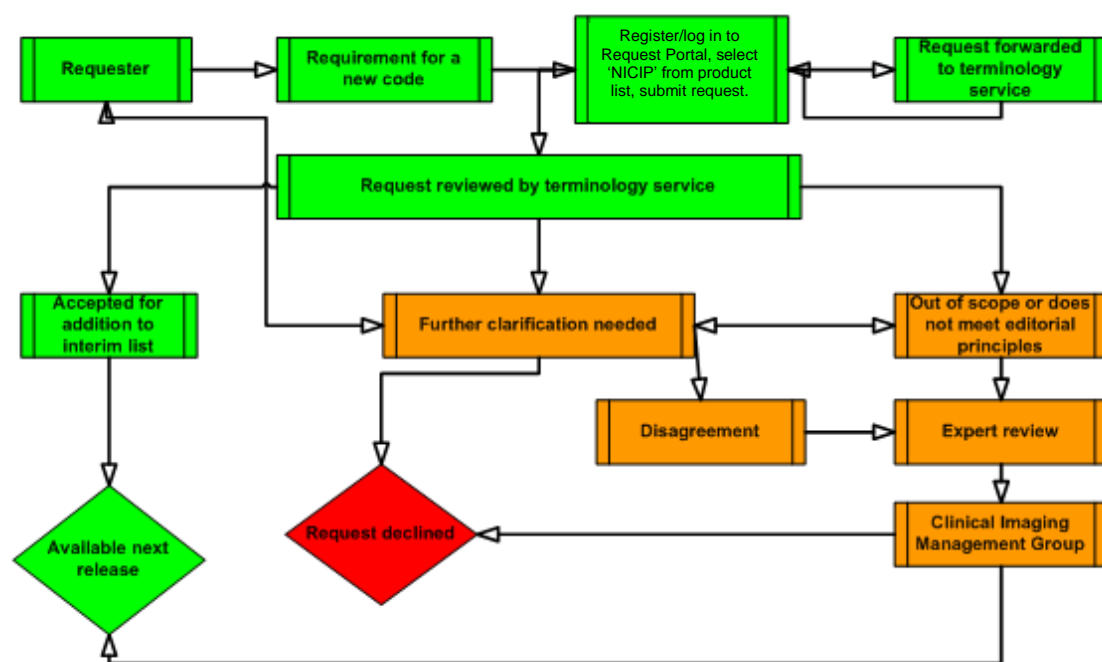 Requester
Requirement for a
new code
Register/log in to
Request Portal, select
‘NICIP’ from product
list, submit request.
Request forwarded
to terminology
service
Request reviewed by terminology service
Accepted for
addition to
interim list
Further clarification needed
Out of scope or does
not meet editorial
principles
Disagreement
Expert review
Available next
release
Request declined
Clinical Imaging
Management Group